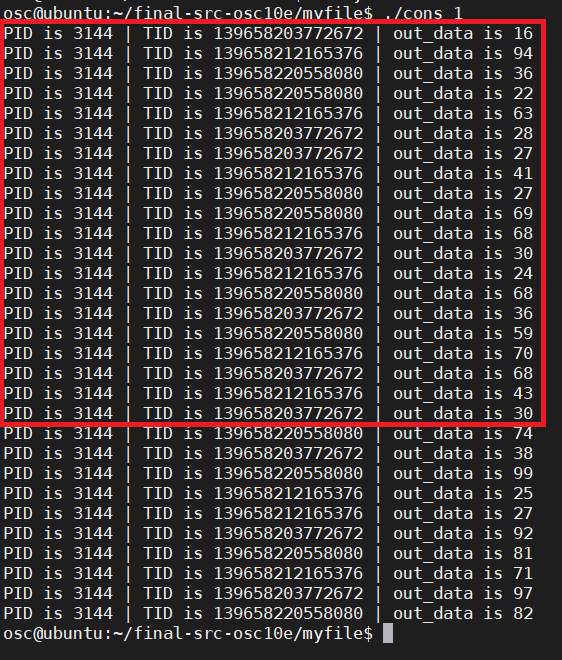 osc@ubuntu:~/final-src-osc10e/myfile$ ./cons 1
PID is 3144 | TID is 139658203772672 | out_data is 16
PID is 3144 | TID is 139658212165376 | out_data is 94
PID is 3144 | TID is 139658220558080 | out_data is 36
PID is 3144 | TID is 139658220558080 | out_data is 22
PID is 3144 | TID is 139658212165376 | out_data is 63
PID is 3144 | TID is 139658203772672 | out_data is 28
PID is 3144 | TID is 139658203772672 | out_data is 27
PID is 3144 | TID is 139658212165376 | out_data is 41
PID is 3144 | TID is 139658220558080 | out_data is 27
PID is 3144 | TID is 139658220558080 | out_data is 69
PID is 3144 | TID is 139658212165376 | out_data is 68
PID is 3144 | TID is 139658203772672 | out_data is 30
PID is 3144 | TID is 139658212165376 | out_data is 24
PID is 3144 | TID is 139658220558080 | out_data is 68
PID is 3144 | TID is 139658203772672 | out_data is 36
PID is 3144 | TID is 139658220558080 | out_data is 59
PID is 3144 | TID is 139658212165376 | out_data is 70
PID is 3144 | TID is 139658203772672 | out_data is 68
PID is 3144 | TID is 139658212165376 | out_data is 43
PID is 3144 | TID is 139658203772672 | out_data is 30
PID is 3144 | TID is 139658220558080 | out_data is 74
PID is 3144 | TID is 139658203772672 | out_data is 38
PID is 3144 | TID is 139658220558080 | out_data is 99
PID is 3144 | TID is 139658212165376 | out_data is 25
PID is 3144 | TID is 139658212165376 | out_data is 27
PID is 3144 | TID is 139658203772672 | out_data is 92
PID is 3144 | TID is 139658220558080 | out_data is 81
PID is 3144 | TID is 139658212165376 | out_data is 71
PID is 3144 | TID is 139658203772672 | out_data is 97
PID is 3144 | TID is 139658220558080 | out_data is 82
osc@ubuntu:~/final-src-osc10e/myfile$